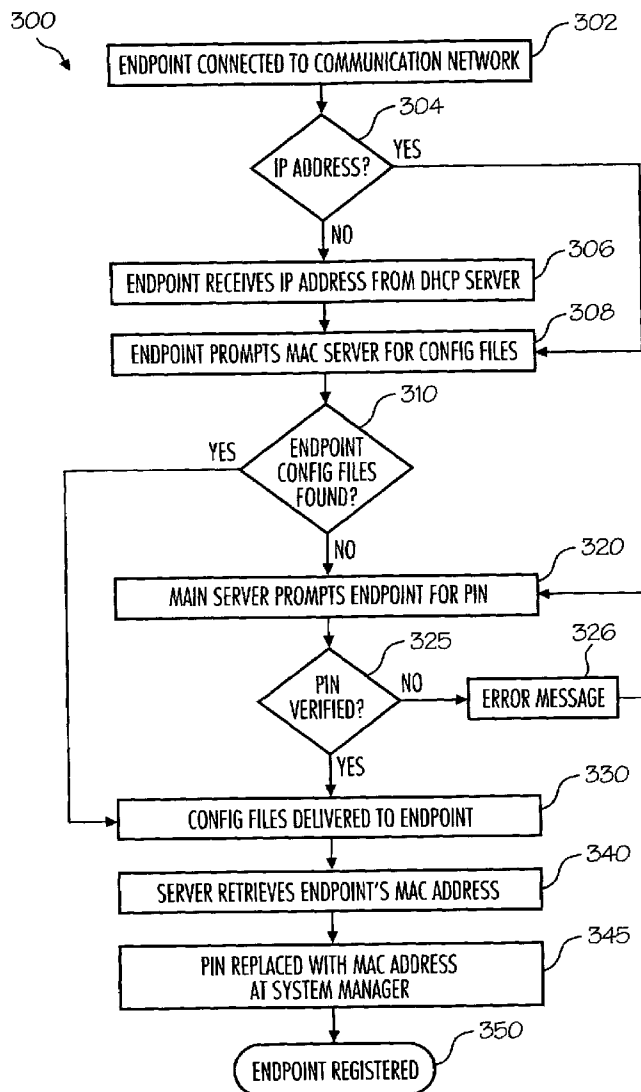 300
302
ENDPOINT CONNECTED TO COMMUNICATION NETWORK
304
IP ADDRESS?
YES
NO
306
ENDPOINT RECEIVES IP ADDRESS FROM DHCP SERVER
308
ENDPOINT PROMPTS MAC SERVER FOR CONFIG FILES
310
YES
ENDPOINT
CONFIG FILES
FOUND?
NO
320
MAIN SERVER PROMPTS ENDPOINT FOR PIN
325
326
PIN
VERIFIED?
NO
ERROR MESSAGE
YES
330
CONFIG FILES DELIVERED TO ENDPOINT
340
SERVER RETRIEVES ENDPOINT'S MAC ADDRESS
345
PIN REPLACED WITH MAC ADDRESS
AT SYSTEM MANAGER
350
ENDPOINT REGISTERED